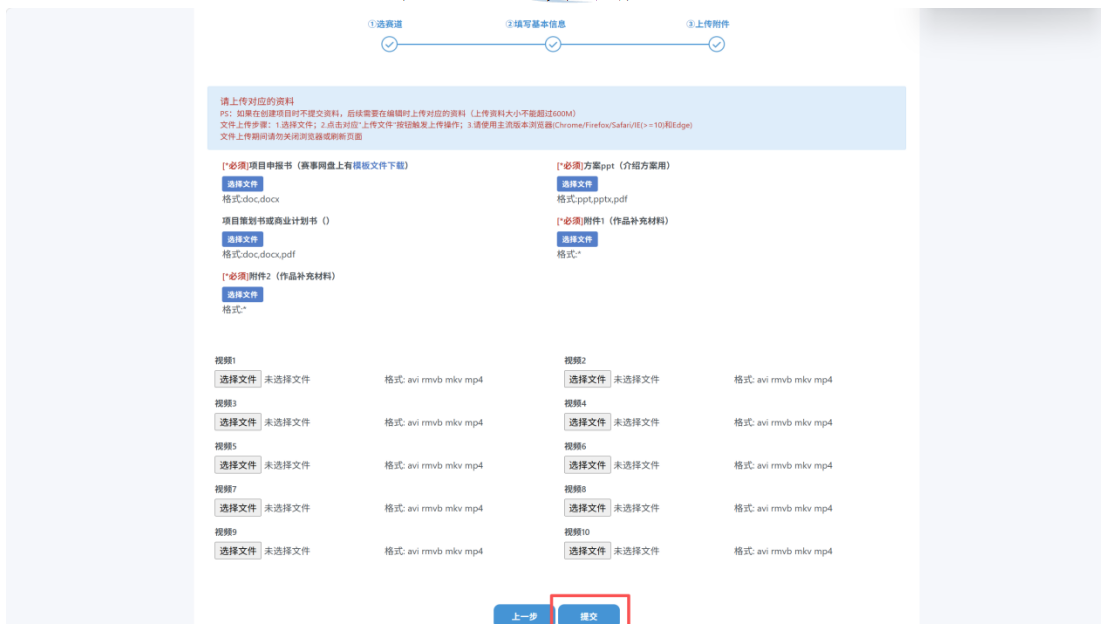 ①选赛道
②填写基本信息
③上传附件
请上传对应的资料
PS：如果在创建项目时不提交资料，后续需要在编辑时上传对应的资料（上传资料大小不能超过600M）
文件上传步骤：1.选择文件；2.点击对应"上传文件"按钮触发上传操作；3.请使用主流版本浏览器(Chrome/Firefox/Safari/IE(>=10)和Edge)
文件上传期间请勿关闭浏览器或刷新页面
[*必须]项目申报书（赛事网盘上有模板文件下载）
选择文件
格式:doc,docx
[*必须]方案ppt（介绍方案用）
选择文件
格式:ppt,pptx,pdf
项目策划书或商业计划书（）
选择文件
格式:doc,docx,pdf
[*必须]附件1（作品补充材料）
选择文件
格式:*
[*必须]附件2（作品补充材料）
选择文件
格式:*
视频1
选择文件 未选择文件 格式: avi rmvb mkv mp4
视频2
选择文件 未选择文件 格式: avi rmvb mkv mp4
视频3
选择文件 未选择文件 格式: avi rmvb mkv mp4
视频4
选择文件 未选择文件 格式: avi rmvb mkv mp4
视频5
选择文件 未选择文件 格式: avi rmvb mkv mp4
视频6
选择文件 未选择文件 格式: avi rmvb mkv mp4
视频7
选择文件 未选择文件 格式: avi rmvb mkv mp4
视频8
选择文件 未选择文件 格式: avi rmvb mkv mp4
视频9
选择文件 未选择文件 格式: avi rmvb mkv mp4
视频10
选择文件 未选择文件 格式: avi rmvb mkv mp4
上一步
提交